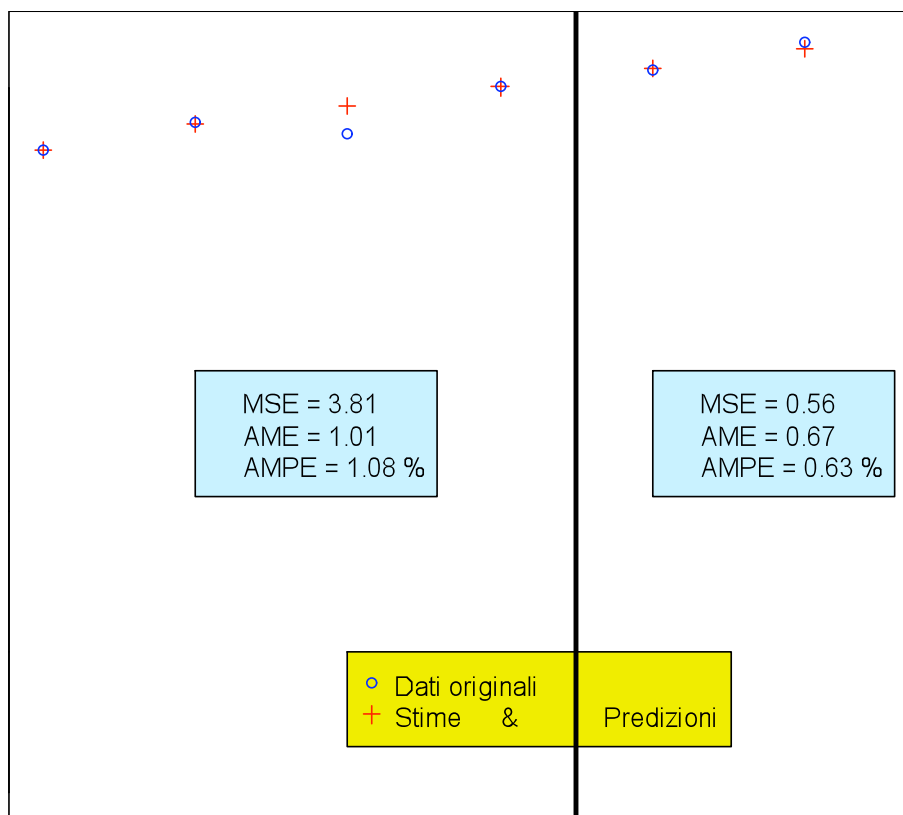 MSE = 3.81
AME = 1.01
AMPE = 1.08 %
MSE = 0.56
AME = 0.67
AMPE = 0.63 %
Dati originali
Stime & Predizioni